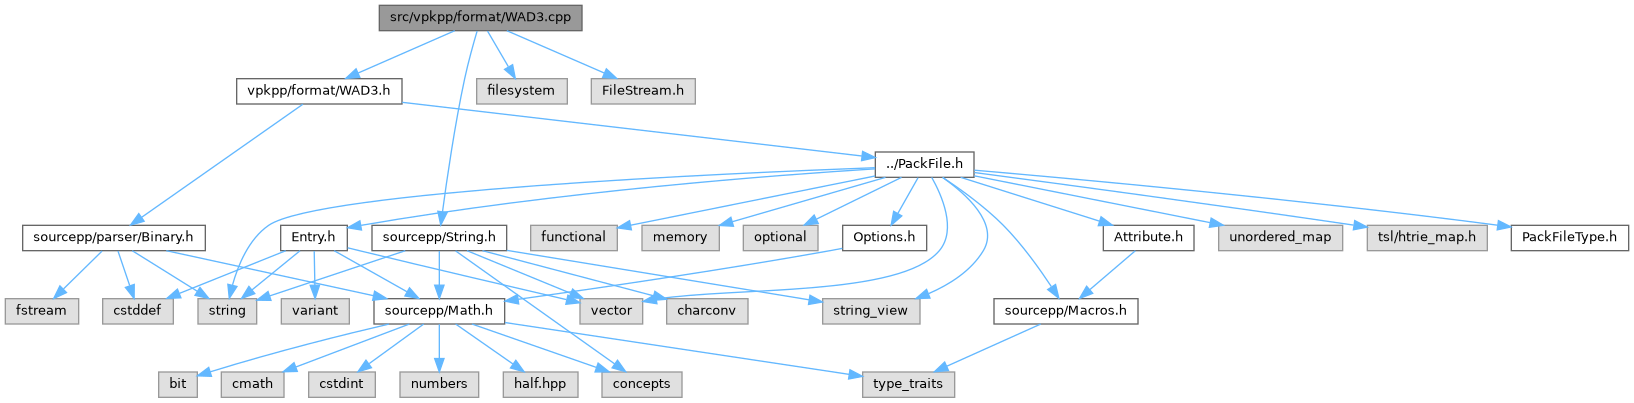 src/vpkpp/format/WAD3.cpp
vpkpp/format/WAD3.h
filesystem
FileStream.h
../PackFile.h
sourcepp/parser/Binary.h
Entry.h
sourcepp/String.h
functional
memory
optional
Options.h
Attribute.h
unordered_map
tsl/htrie_map.h
PackFileType.h
fstream
cstddef
string
variant
sourcepp/Math.h
vector
charconv
string_view
sourcepp/Macros.h
bit
cmath
cstdint
numbers
half.hpp
concepts
type_traits